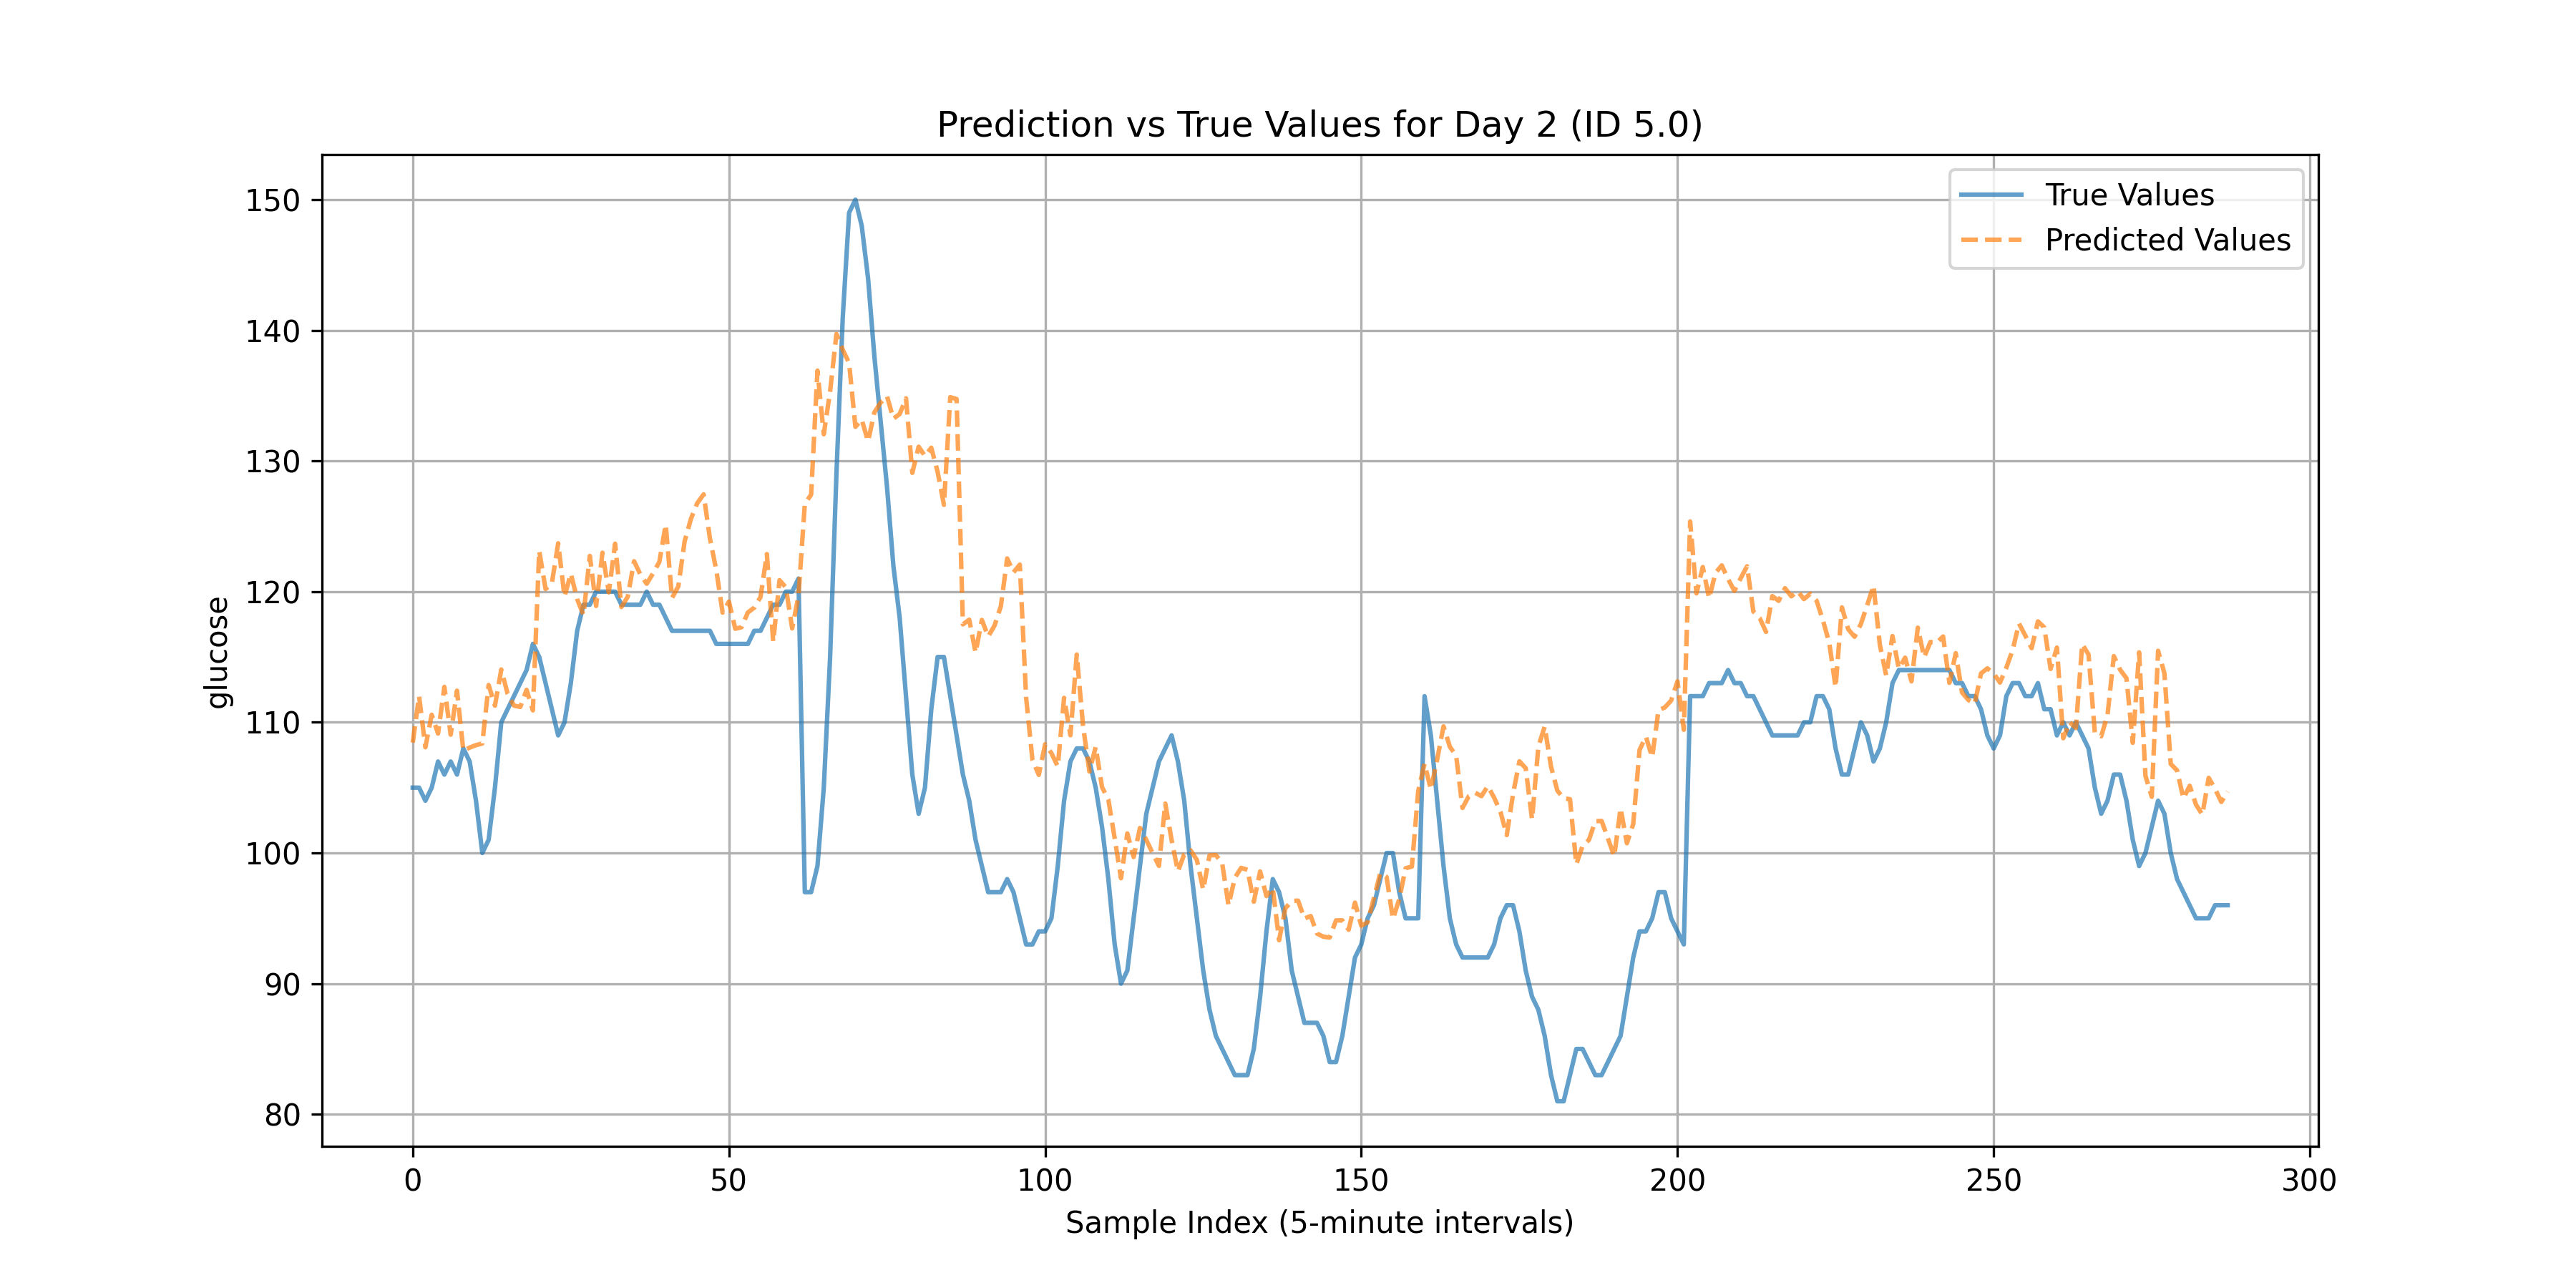 Prediction vs True Values for Day 2 (ID 5.0)
True Values
Predicted Values
150
140
130
120
110
100
90
80
glucose
0 50 100 150 200 250 300
Sample Index (5-minute intervals)